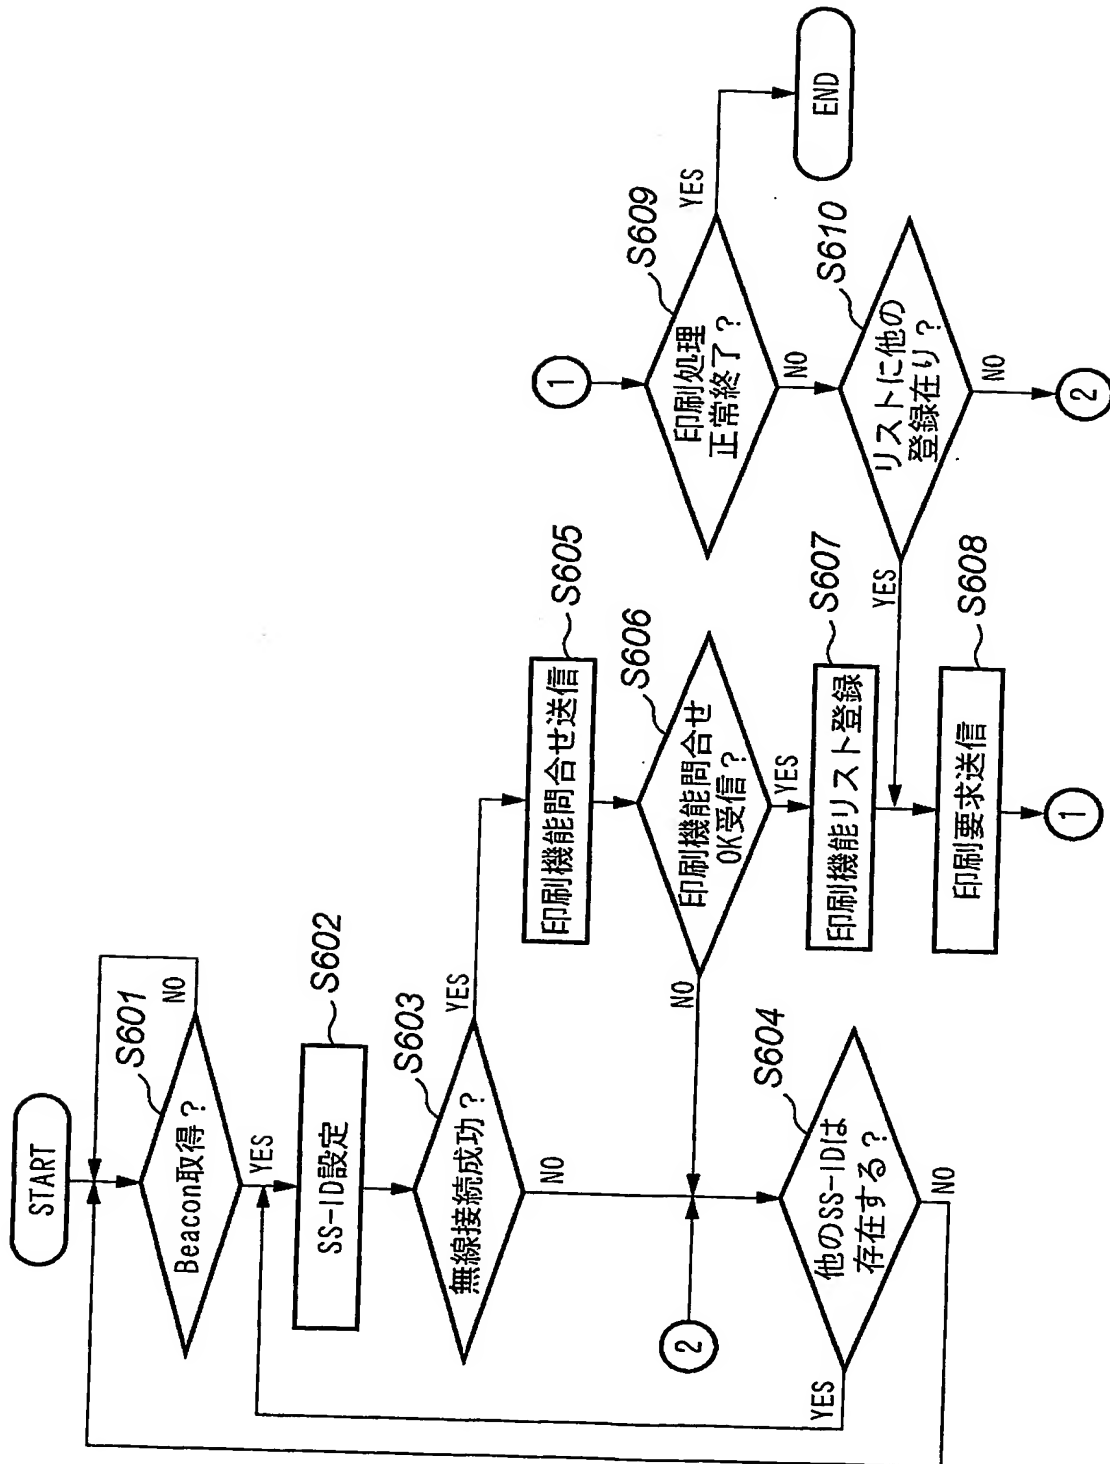 START
Beacon取得？
S601
NO
YES
SS-ID設定
S602
無線接続成功？
S603
YES
NO
2
他のSS-IDは
存在する？
S604
YES
NO
印刷機能問合せ送信
S605
印刷機能問合せ
OK受信？
S606
NO
YES
印刷機能リスト登録
S607
印刷要求送信
S608
1
1
印刷処理
正常終了？
S609
YES
NO
END
リストに他の
登録在り？
S610
YES
NO
2